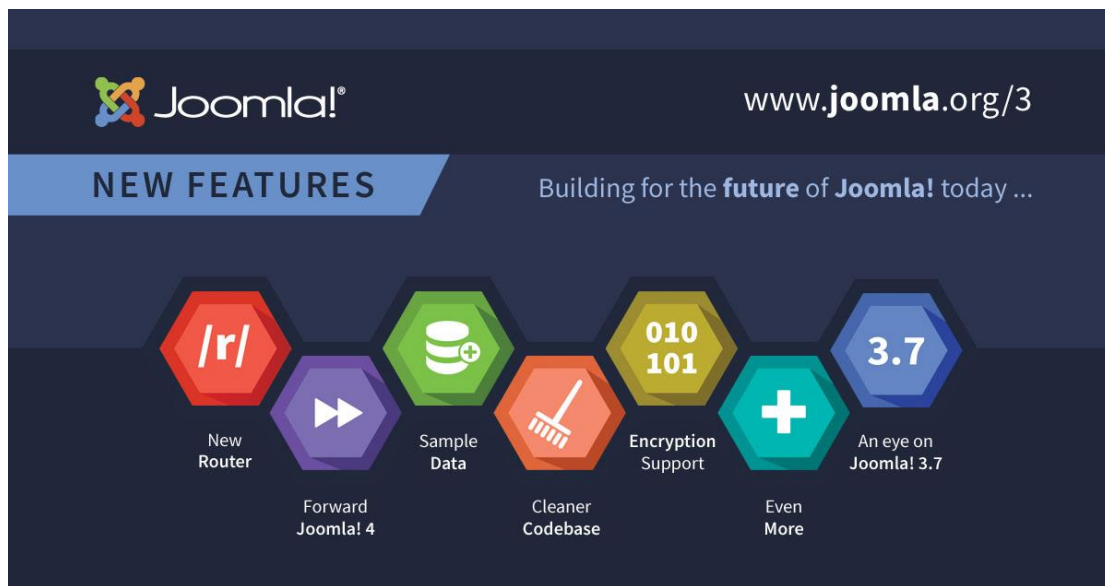 Joomla!®
www.joomla.org/3
NEW FEATURES
Building for the future of Joomla! today ...
/r/
010
101
3.7
New
Router
Sample
Data
Encryption
Support
An eye on
Joomla! 3.7
Forward
Joomla! 4
Cleaner
Codebase
Even
More